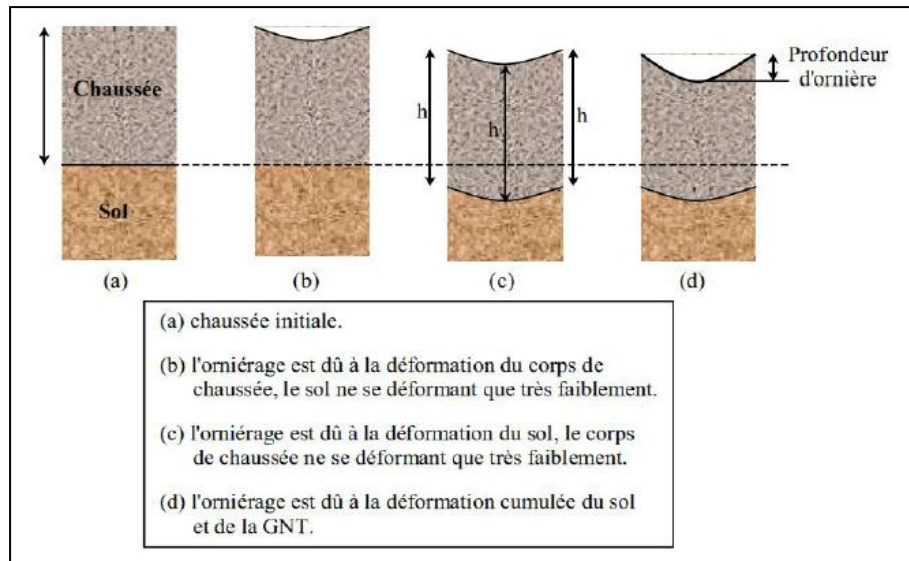 Chaussée
Sol
h
h
h
Profondeur
d'ornière
(a)
(b)
(c)
(d)
(a) chaussée initiale.
(b) l'orniérage est dû à la déformation du corps de
chaussée, le sol ne se déformant que très faiblement.
(c) l'orniérage est dû à la déformation du sol, le corps
de chaussée ne se déformant que très faiblement.
(d) l'orniérage est dû à la déformation cumulée du sol
et de la GNT.